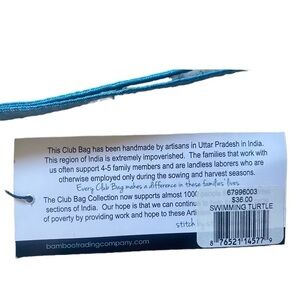 This Club Bag has been handmade by artisans in Uttar Pradesh in India.
This region of India is extremely impoverished. The families that work with
us often support 4-5 family members and are landless laborers who are
otherwise employed only during the sowing and harvest seasons.
Every Club Bag makes a difference in these families' lives.
The Club Bag Collection now supports almost 1000
sections of India. Our hope is that we can continu
of poverty by providing work and hope to these Arti
stitch
67996003
$36.00
SWIMMING TURTLE
8 76521 14577 9
bambootradingcompany.com